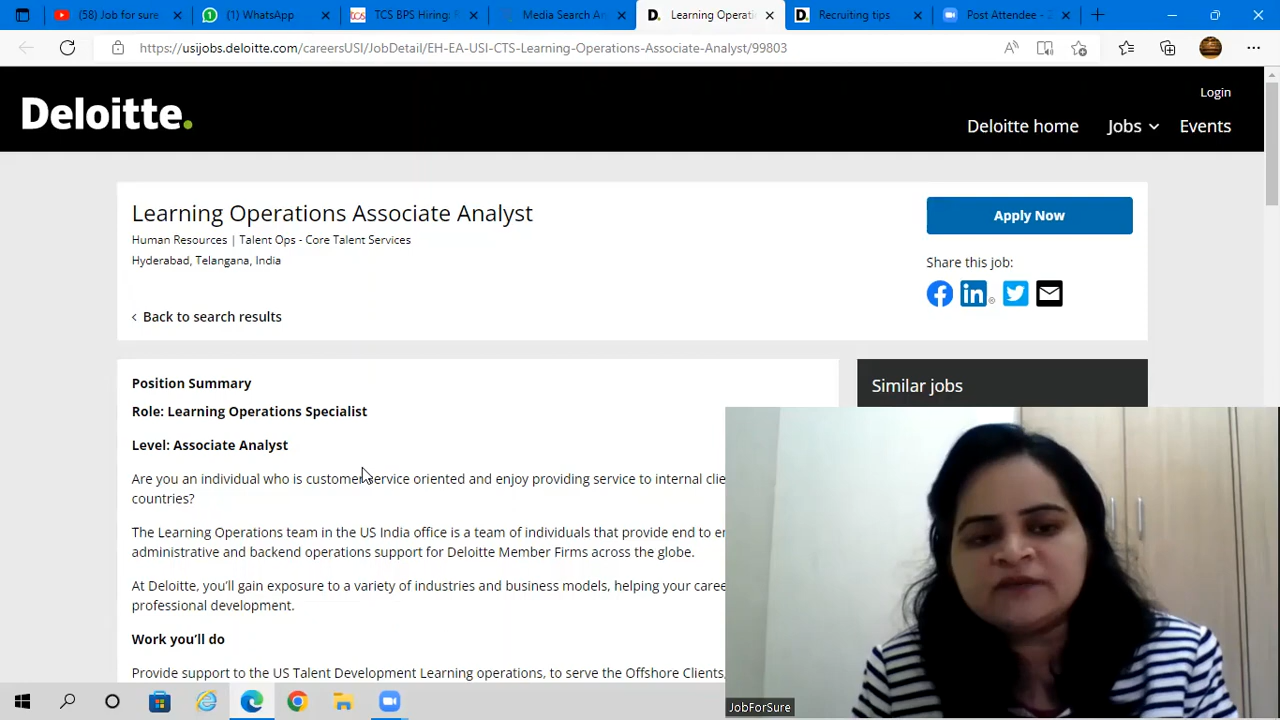 (58) Job for sure
(1) WhatsApp
TCS BPS Hiring:
Media Search An
Learning Operati
Recruiting tips
Post Attendee -
https://usijobs.deloitte.com/careersUSI/JobDetail/EH-EA-USI-CTS-Learning-Operations-Associate-Analyst/99803
Login
Deloitte.
Deloitte home
Jobs
Events
Learning Operations Associate Analyst
Human Resources | Talent Ops - Core Talent Services
Hyderabad, Telangana, India
Apply Now
Share this job:
Back to search results
Position Summary
Similar jobs
Role: Learning Operations Specialist
Level: Associate Analyst
Are you an individual who is customer service oriented and enjoy providing service to internal clie
countries?
The Learning Operations team in the US India office is a team of individuals that provide end to e
administrative and backend operations support for Deloitte Member Firms across the globe.
At Deloitte, you'll gain exposure to a variety of industries and business models, helping your caree
professional development.
Work you'll do
Provide support to the US Talent Development Learning operations, to serve the Offshore Clients,
JobForSure